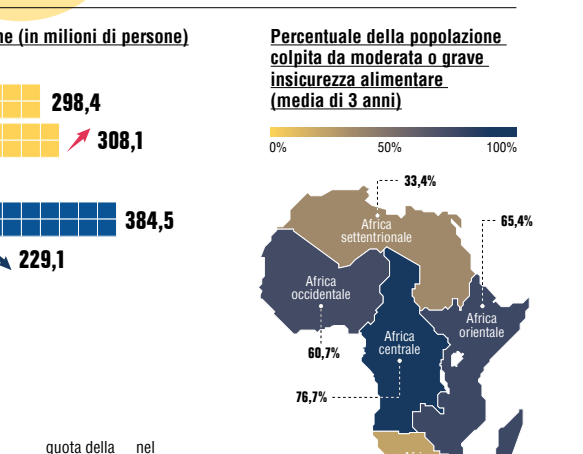 ne (in milioni di persone)
298,4
308,1
384,5
229,1
quota della nel
Percentuale della popolazione
colpita da moderata o grave
insicurezza alimentare
(media di 3 anni)
0% 50% 100%
33,4%
65,4%
Africa
settentrionale
Africa
occidentale
Africa
orientale
Africa
centrale
60,7%
76,7%